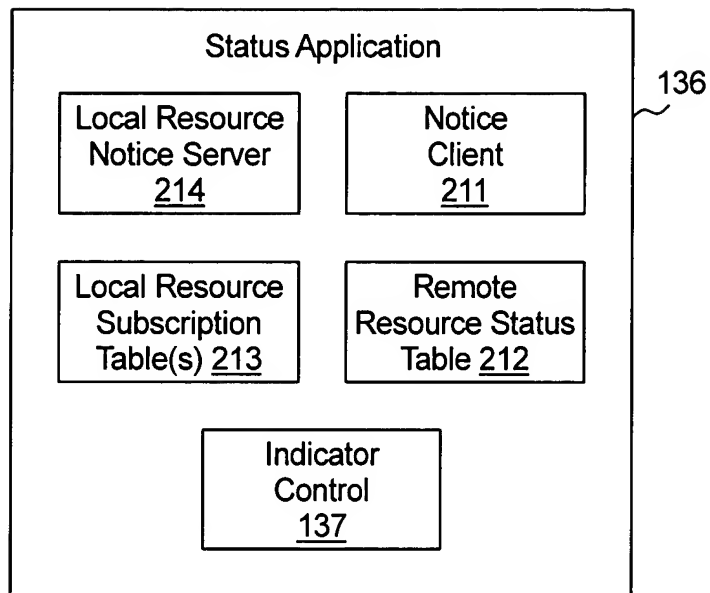 Status Application
136
Local Resource
Notice Server
214
Notice
Client
211
Local Resource
Subscription
Table(s) 213
Remote
Resource Status
Table 212
Indicator
Control
137